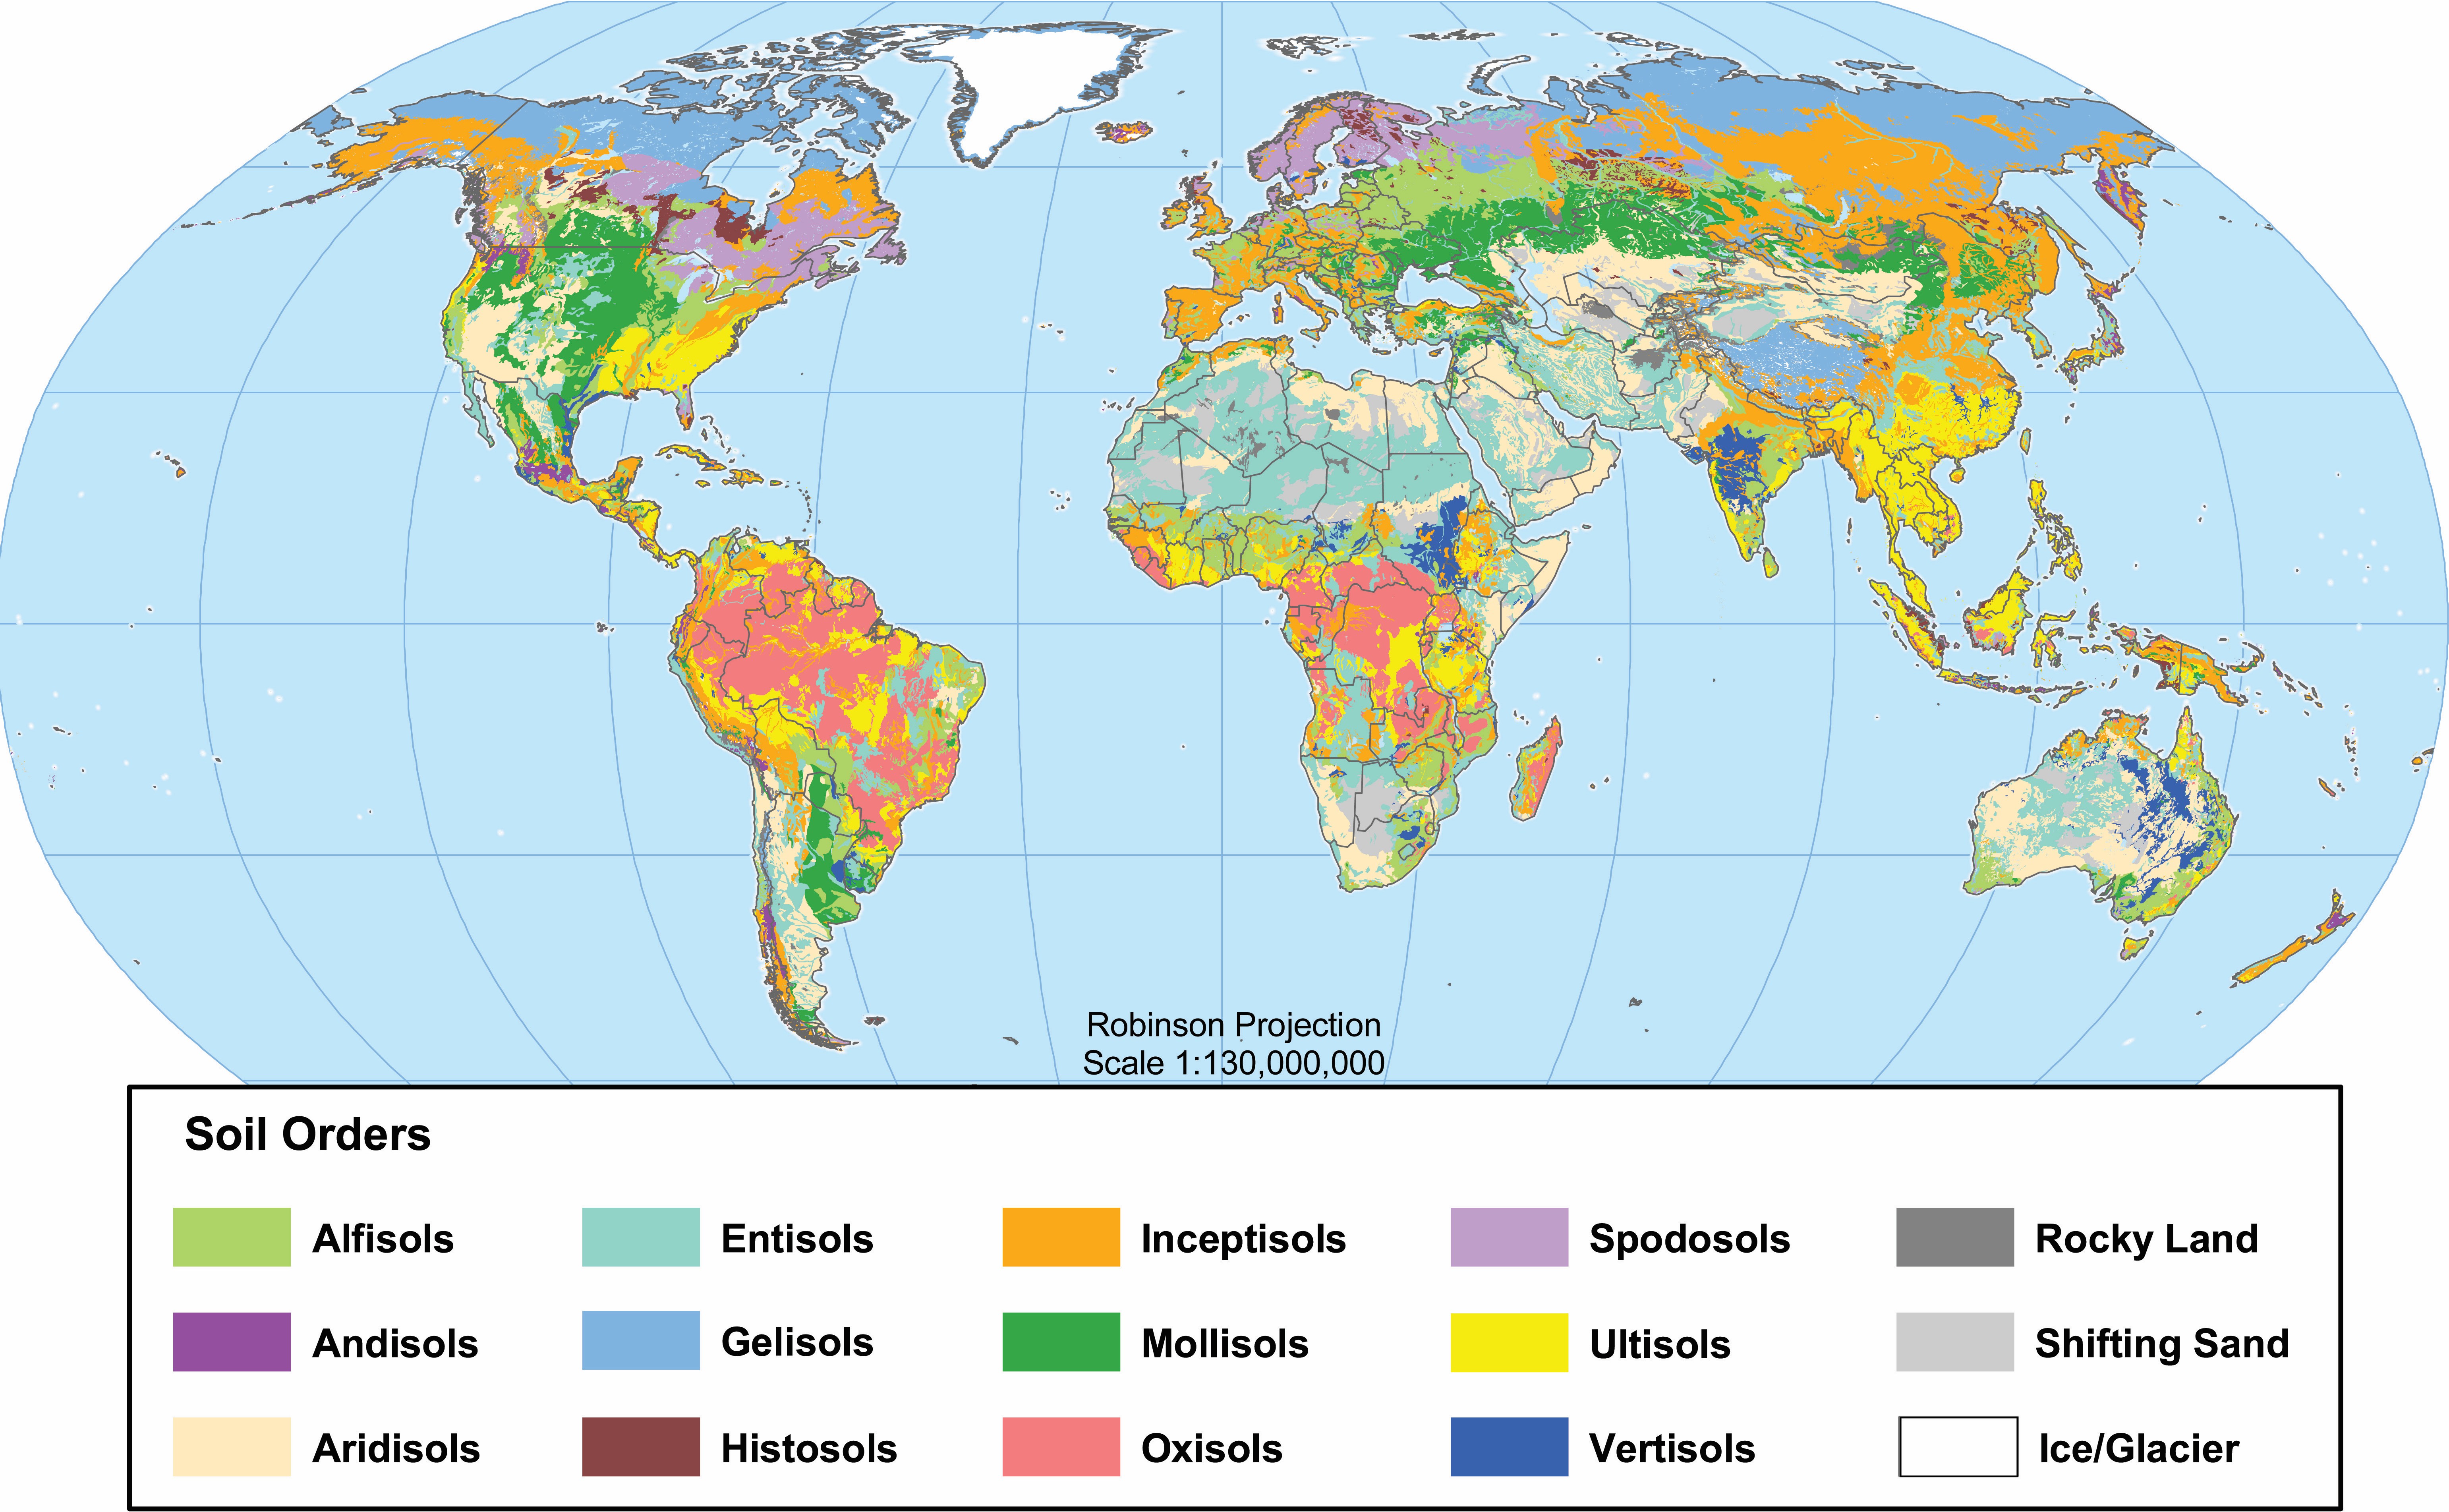 Robinson Projection
Scale 1:130,000,000
Soil Orders
Alfisols Entisols Inceptisols Spodosols Rocky Land
Andisols Gelisols Mollisols Ultisols Shifting Sand
Aridisols Histosols Oxisols Vertisols Ice/Glacier